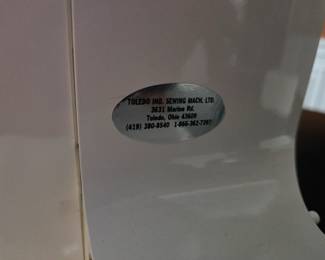 TOLEDO IND. SEWING MACH. LTD
3631 Marine Rd.
Toledo, Ohio 43609
(419) 380-8540 1-866-362-7397